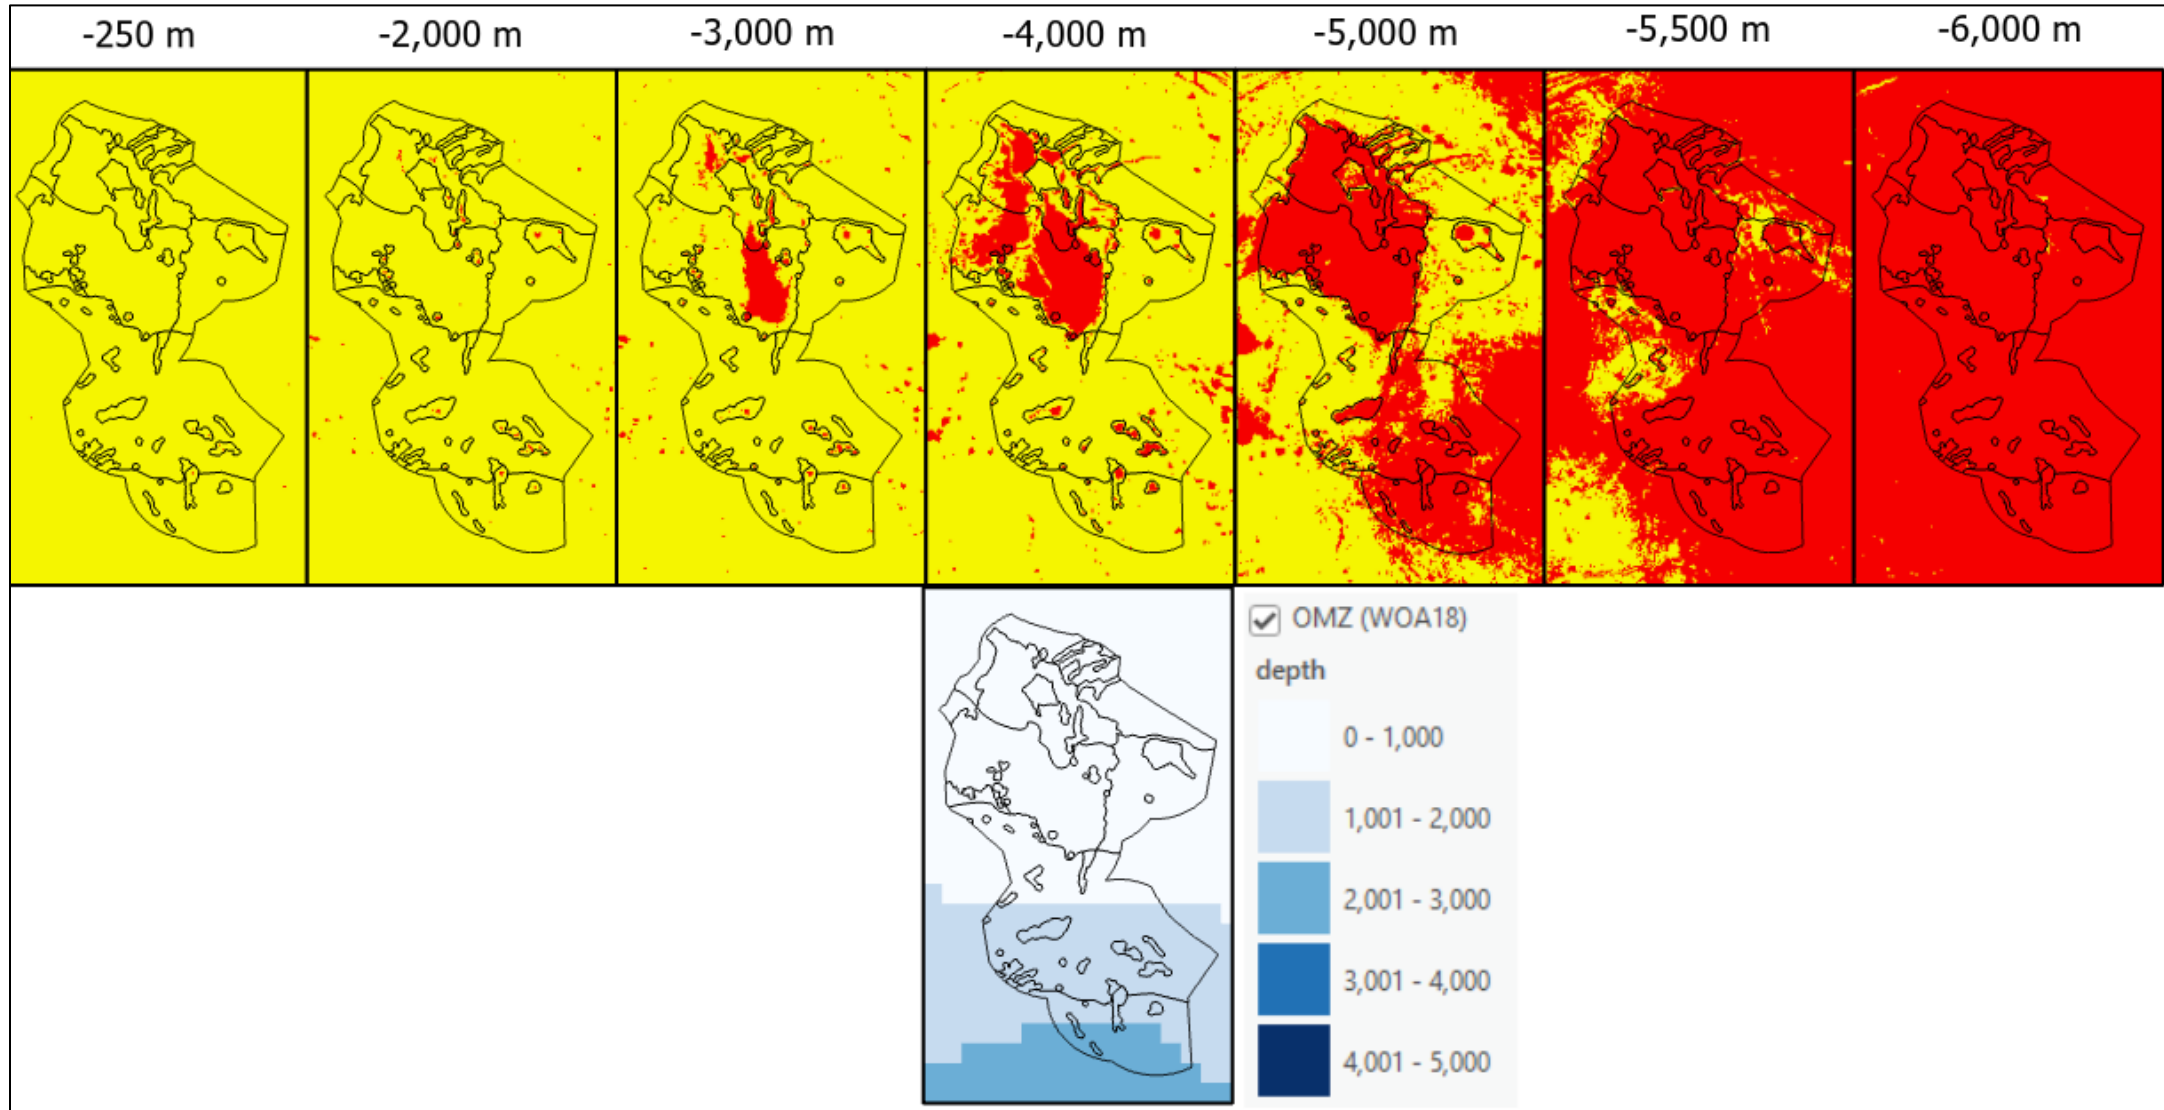 -250 m
-2,000 m
-3,000 m
-4,000 m
-5,000 m
-5,500 m
-6,000 m
OMZ (WOA18)
depth
0 - 1,000
1,001 - 2,000
2,001 - 3,000
3,001 - 4,000
4,001 - 5,000